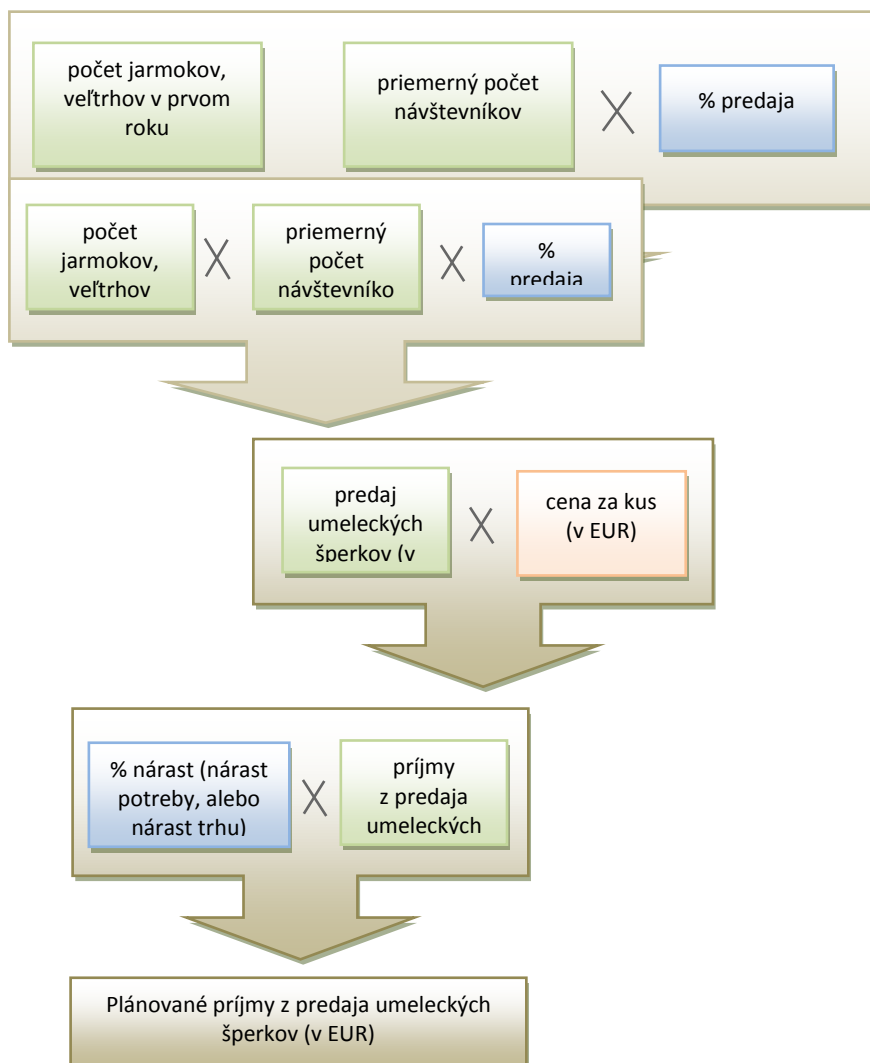 počet jarmokov,
veľtrhov v prvom
roku
priemerný počet
návštevníkov
% predaja
počet
jarmokov,
veľtrhov
priemerný
počet
návštevníko
%
predaja
predaj
umeleckých
šperkov (v
cena za kus
(v EUR)
% nárast (nárast
potreby, alebo
nárast trhu)
príjmy
z predaja
umeleckých
Plánované príjmy z predaja umeleckých
šperkov (v EUR)